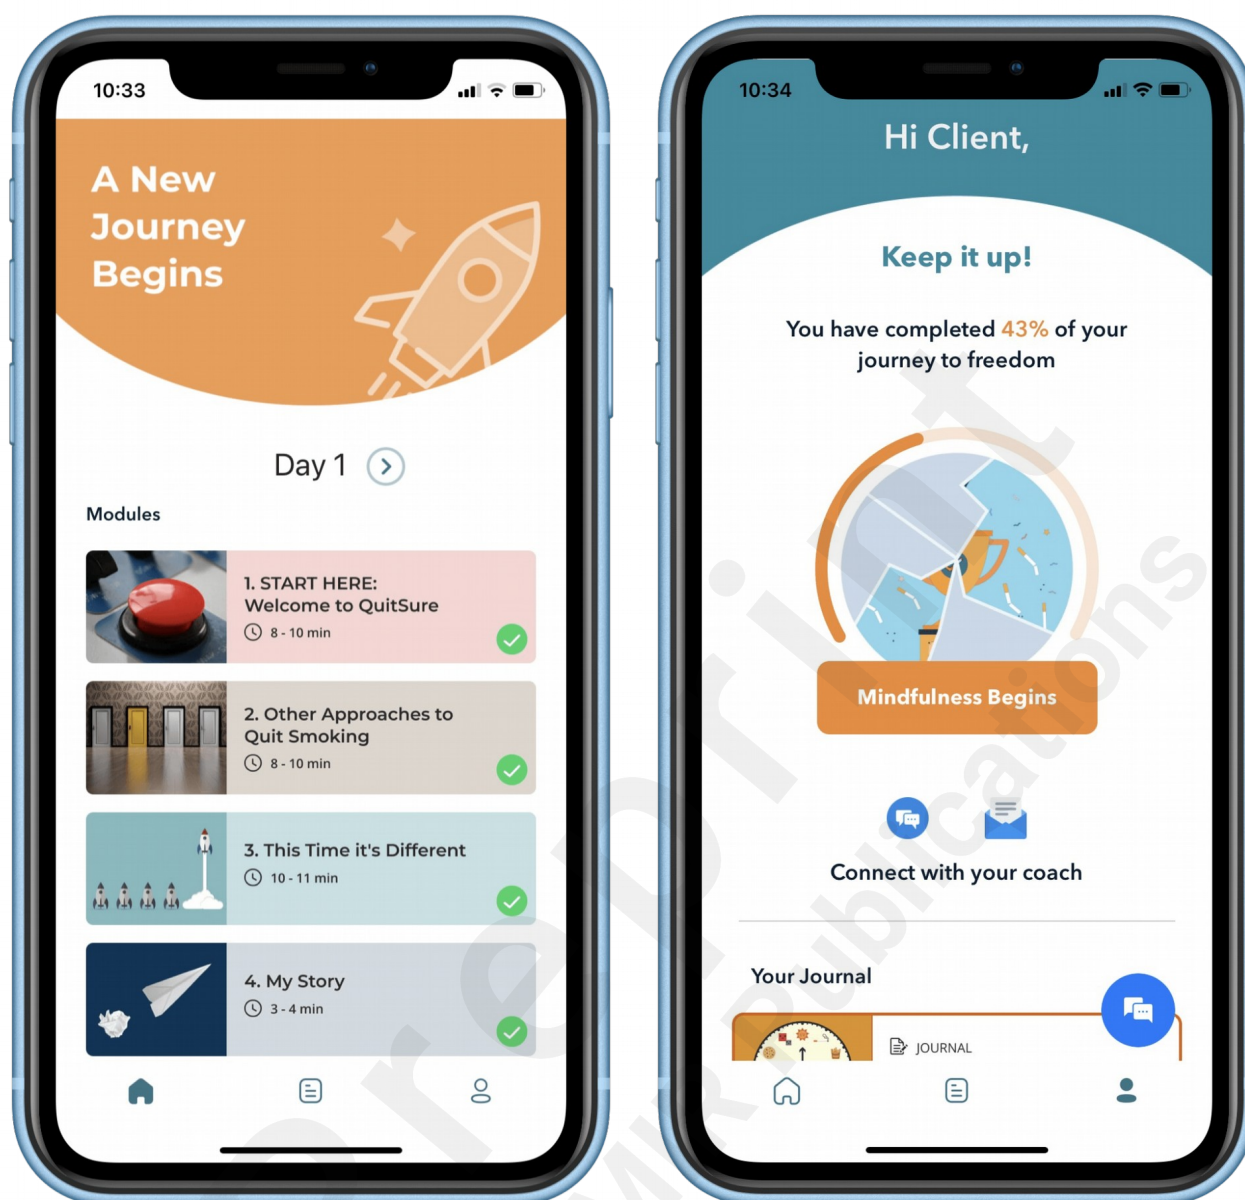 10:33
A New
Journey
Begins
Day 1
Modules
1. START HERE:
Welcome to QuitSure
8 - 10 min
2. Other Approaches to
Quit Smoking
8 - 10 min
3. This Time it's Different
10 - 11 min
4. My Story
3 - 4 min
10:34
Hi Client,
Keep it up!
You have completed 43% of your
journey to freedom
Mindfulness Begins
Connect with your coach
Your Journal
JOURNAL
Preprint
JMIR Publications